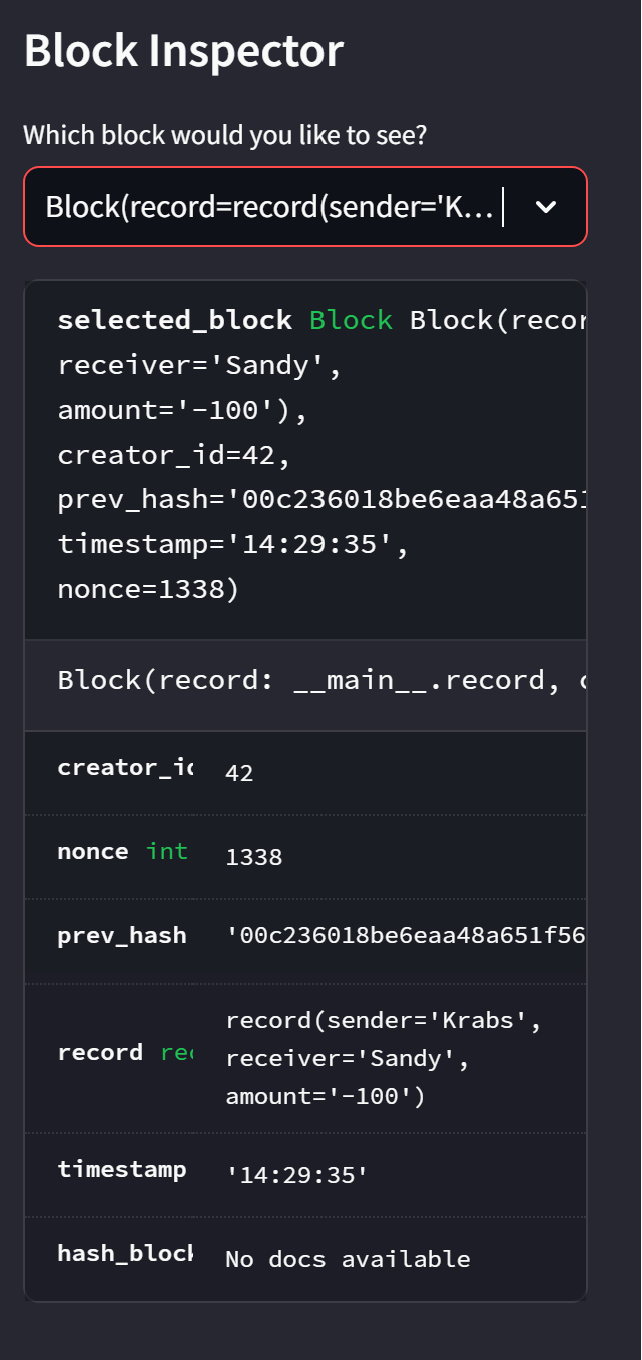 Block Inspector
Which block would you like to see?
Block(record=record(sender='K...
selected_block Block Block(recor
receiver='Sandy',
amount='-100'),
creator_id=42,
prev_hash='00c236018be6eaa48a651
timestamp='14:29:35',
nonce=1338)
Block(record: __main__.record, c
creator_id 42
nonce int 1338
prev_hash '00c236018be6eaa48a651f56
record(sender='Krabs',
record rec receiver='Sandy',
amount='-100')
timestamp '14:29:35'
hash_block No docs available